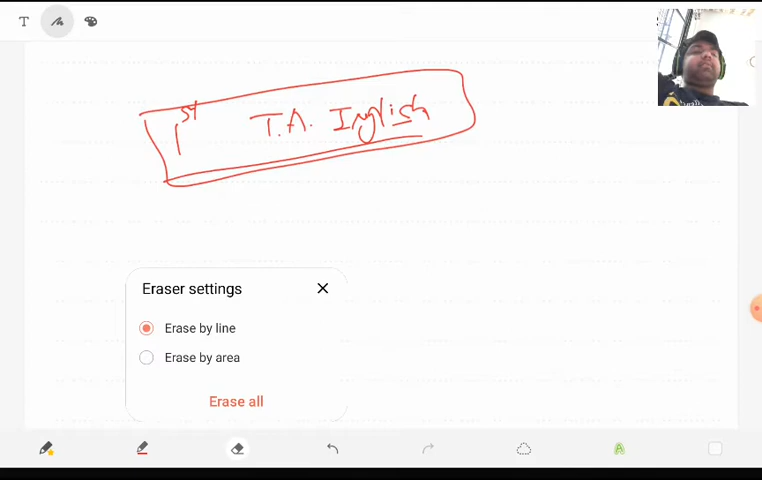 T
1st T.A. Inglish
Eraser settings
Erase by line
Erase by area
Erase all
A